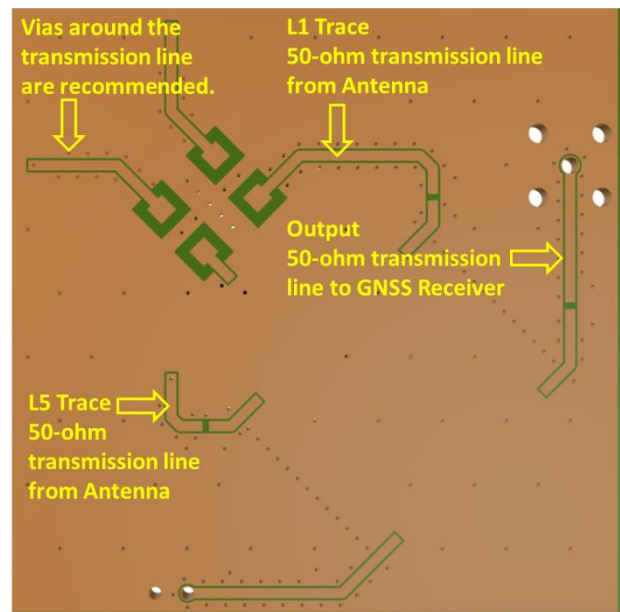 Vias around the
transmission line
are recommended.
L1 Trace
50-ohm transmission line
from Antenna
Output
50-ohm transmission
line to GNSS Receiver
L5 Trace
50-ohm
transmission line
from Antenna